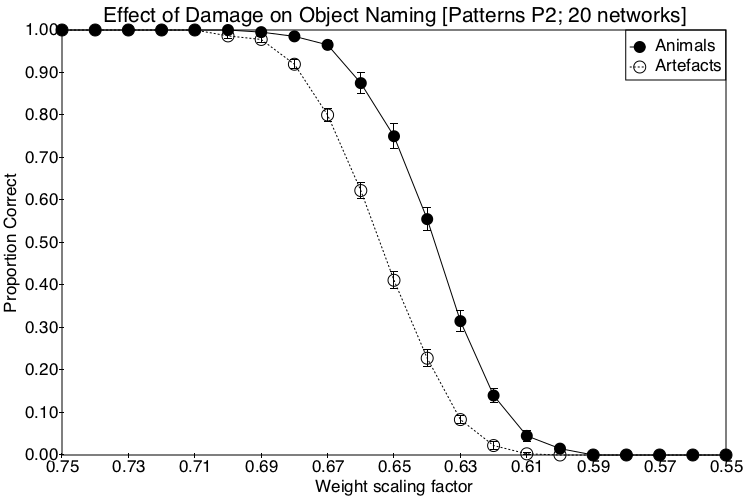 Effect of Damage on Object Naming [Patterns P2; 20 networks]
Animals
Artefacts
Proportion Correct
1.00
0.90
0.80
0.70
0.60
0.50
0.40
0.30
0.20
0.10
0.00
0.75 0.73 0.71 0.69 0.67 0.65 0.63 0.61 0.59 0.57 0.55
Weight scaling factor